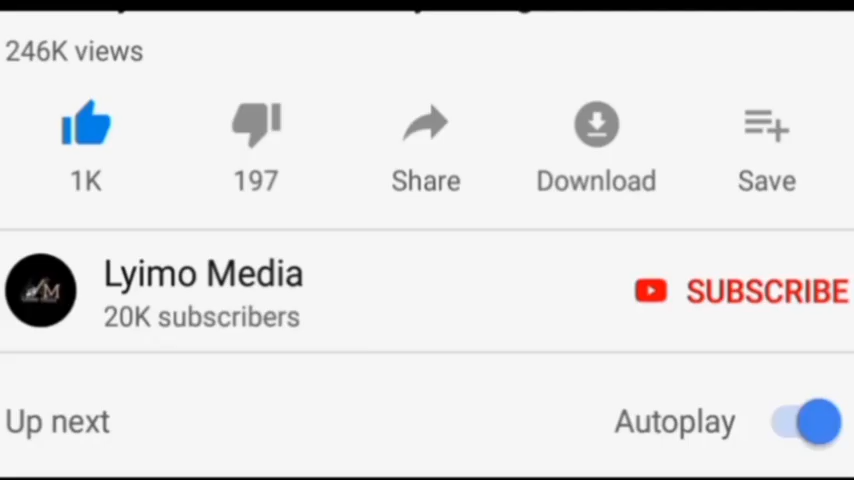 246K views
1K 197 Share Download Save
Lyimo Media
20K subscribers
SUBSCRIBE
Up next Autoplay